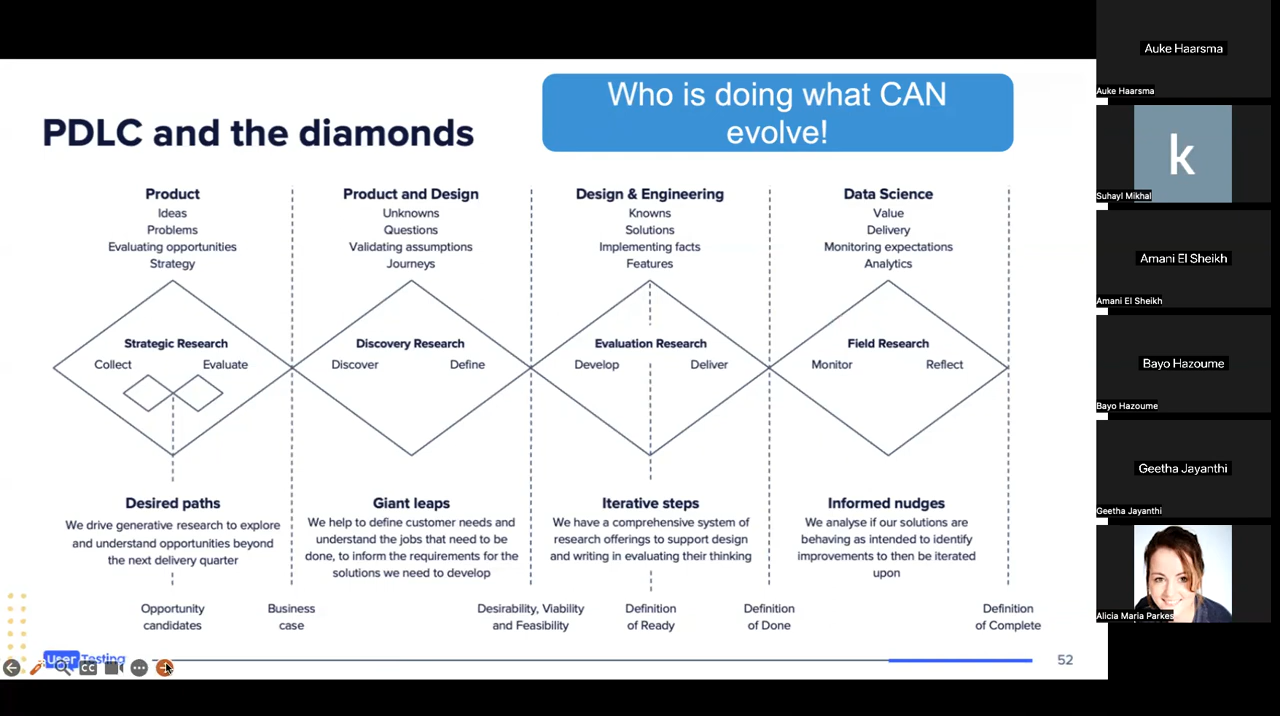 Who is doing what CAN
evolve!
PDLC and the diamonds
Product
Ideas
Problems
Evaluating opportunities
Strategy
Product and Design
Unknowns
Questions
Validating assumptions
Journeys
Design & Engineering
Knowns
Solutions
Implementing facts
Features
Data Science
Value
Delivery
Monitoring expectations
Analytics
Strategic Research
Collect
Evaluate
Discovery Research
Discover
Define
Evaluation Research
Develop
Deliver
Field Research
Monitor
Reflect
Desired paths
We drive generative research to explore
and understand opportunities beyond
the next delivery quarter
Giant leaps
We help to define customer needs and
understand the jobs that need to be
done, to inform the requirements for the
solutions we need to develop
Iterative steps
We have a comprehensive system of
research offerings to support design
and writing in evaluating their thinking
Informed nudges
We analyse if our solutions are
behaving as intended to identify
improvements to then be iterated
upon
Opportunity
candidates
Business
case
Desirability, Viability
and Feasibility
Definition
of Ready
Definition
of Done
Definition
of Complete
UserTesting
CC
52
Auke Haarsma
Auke Haarsma
k
Suhayl Mikhal
Amani El Sheikh
Amani El Sheikh
Bayo Hazoume
Bayo Hazoume
Geetha Jayanthi
Geetha Jayanthi
Alicia Maria Parkes